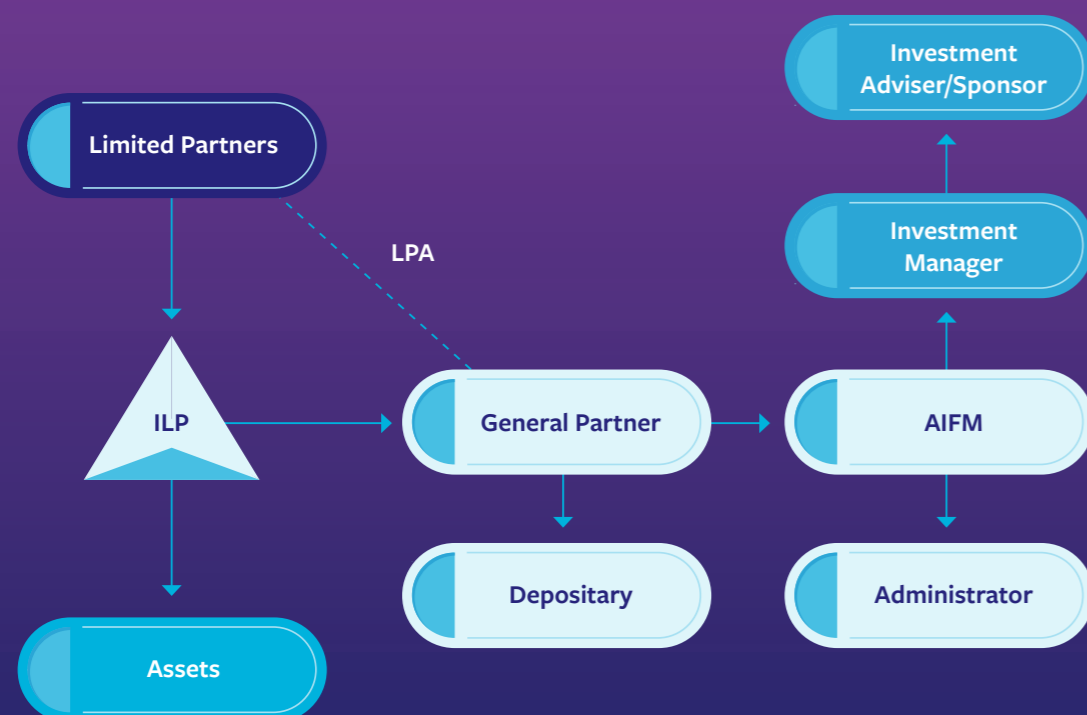 Investment
Adviser/Sponsor
Limited Partners
Investment
Manager
LPA
ILP
General Partner
AIFM
Depositary
Administrator
Assets